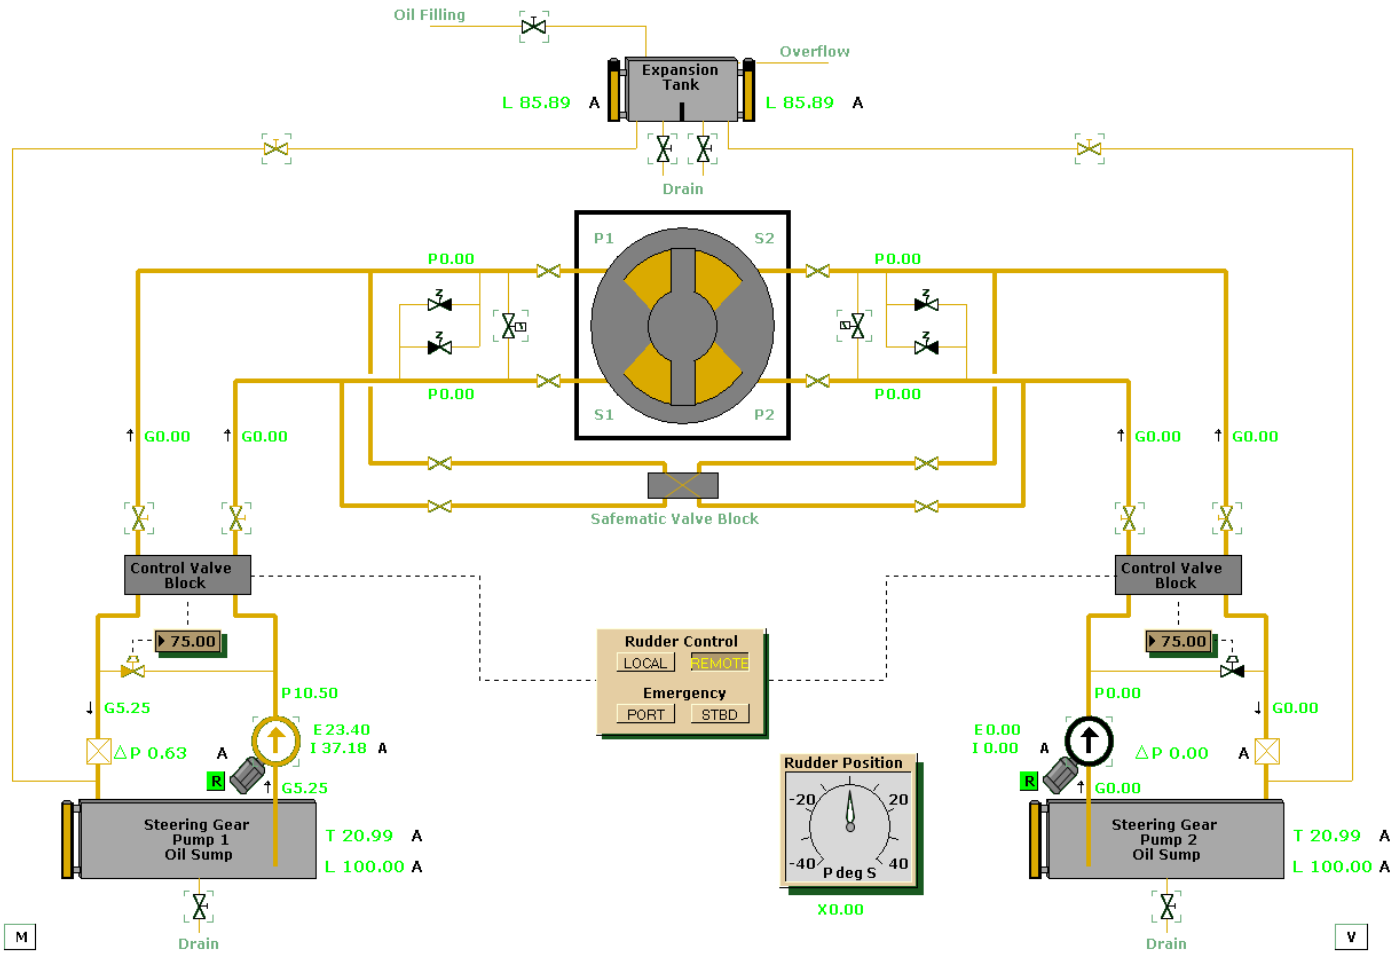 Oil Filling
Overflow
Expansion
Tank
L 85.89 A
L 85.89 A
Drain
P1
S2
P0.00
P0.00
Z
Z
Z
Z
P0.00
P0.00
S1
P2
G0.00
G0.00
G0.00
G0.00
Safematic Valve Block
Control Valve
Block
Control Valve
Block
75.00
75.00
Rudder Control
LOCAL REMOTE
Emergency
PORT STBD
P10.50
P0.00
G5.25
G0.00
E 23.40
I 37.18 A
E 0.00
I 0.00 A
△P 0.63
A
△P 0.00
A
R
R
G5.25
G0.00
Rudder Position
-20 20
-40 40
P deg S
X0.00
Steering Gear
Pump 1
Oil Sump
T 20.99 A
L 100.00 A
Steering Gear
Pump 2
Oil Sump
T 20.99 A
L 100.00 A
M
Drain
Drain
V